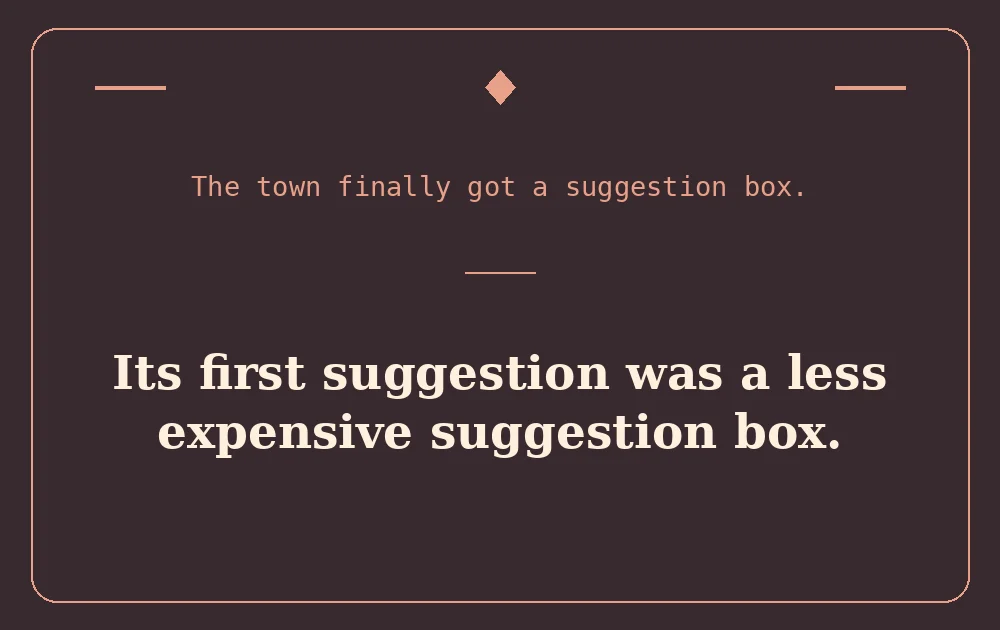 The town finally got a suggestion box.
Its first suggestion was a less
expensive suggestion box.